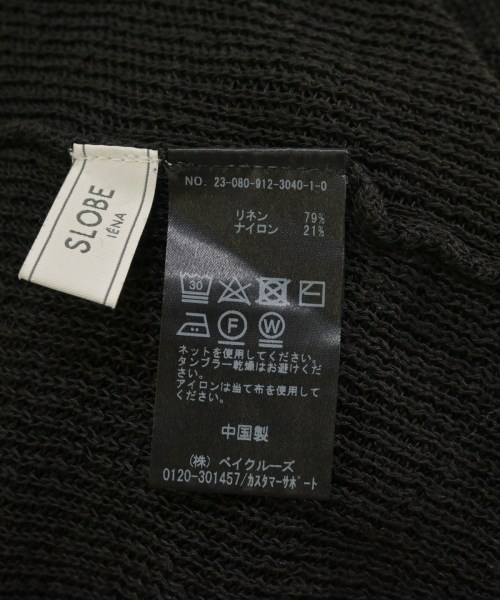 SLOBE
IÉNA
NO. 23-080-912-3040-1-0
リネン 79%
ナイロン 21%
30
F W
ネットを使用してください。
タンブラー乾燥はお避けくだ
さい。
アイロンは当て布を使用してく
ださい。
中国製
(株) ベイクルーズ
0120-301457/カスタマーサポート